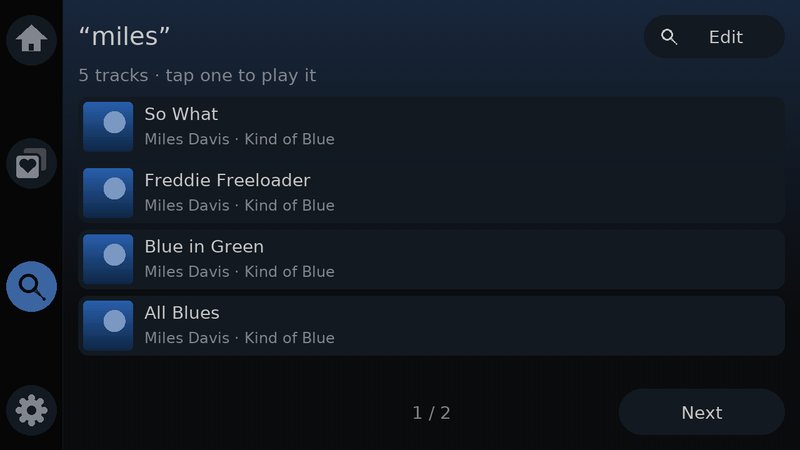 “miles”
Edit
5 tracks · tap one to play it
So What
Miles Davis · Kind of Blue
Freddie Freeloader
Miles Davis · Kind of Blue
Blue in Green
Miles Davis · Kind of Blue
All Blues
Miles Davis · Kind of Blue
1 / 2
Next